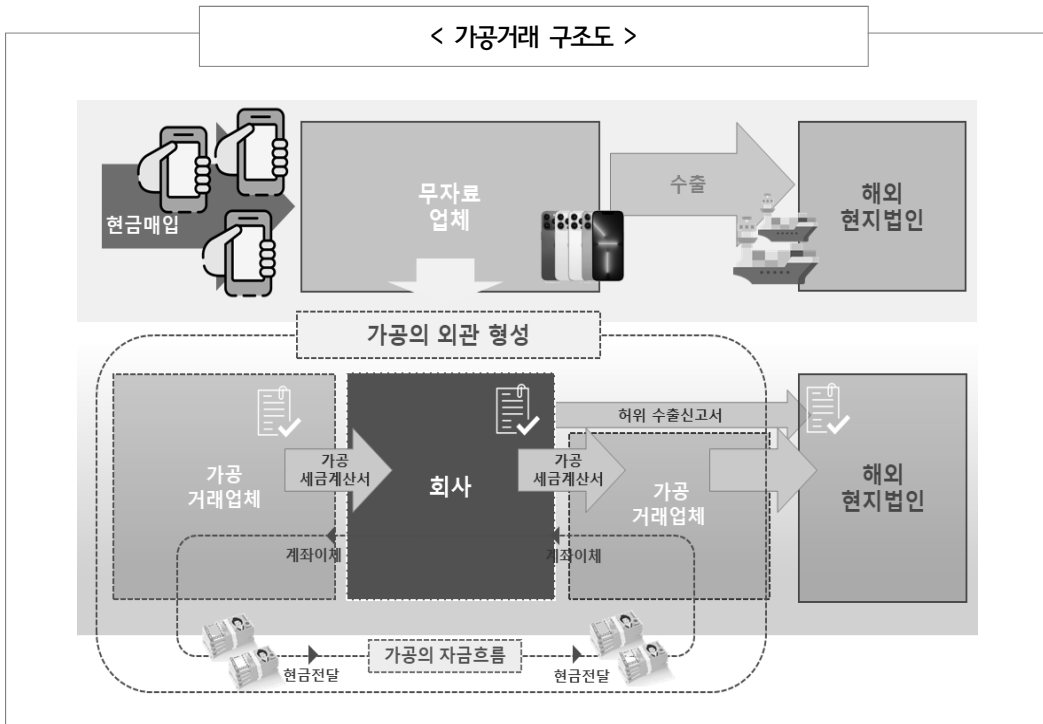 < 가공거래 구조도 >
현금매입
무자료
업체
수출
해외
현지법인
가공의 외관 형성
허위 수출신고서
가공
거래업체
가공
세금계산서
회사
가공
세금계산서
가공
거래업체
해외
현지법인
계좌이체
계좌이체
현금전달
가공의 자금흐름
현금전달